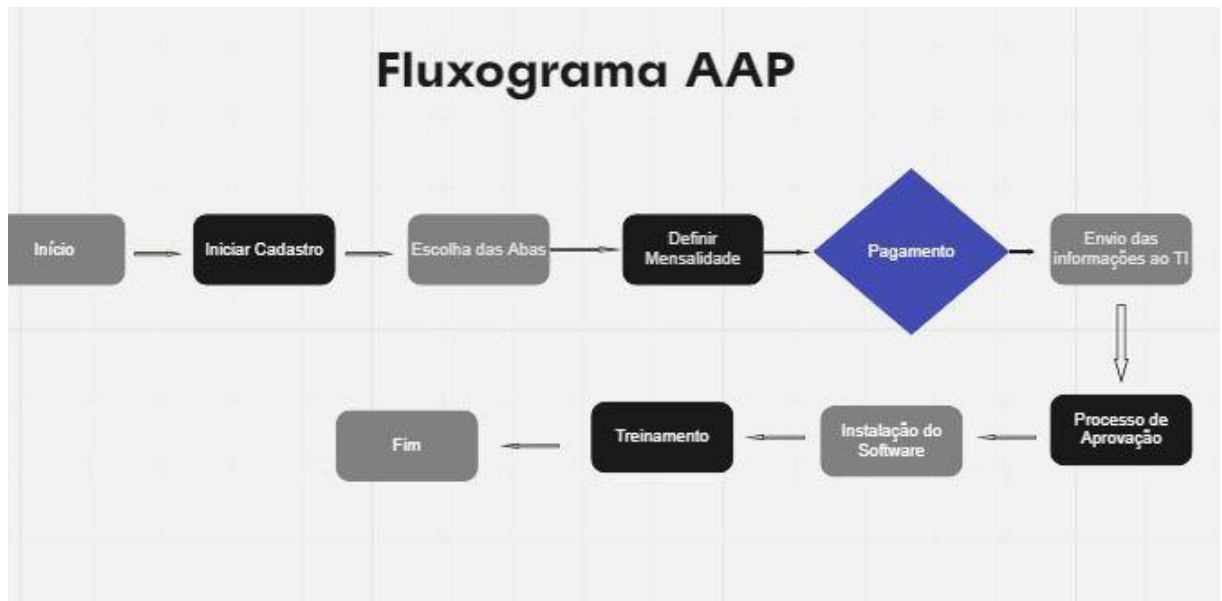 Fluxograma AAP
Início
Iniciar Cadastro
Escolha das Abas
Definir
Mensalidade
Pagamento
Envio das
informações ao TI
Processo de
Aprovação
Instalação do
Software
Treinamento
Fim